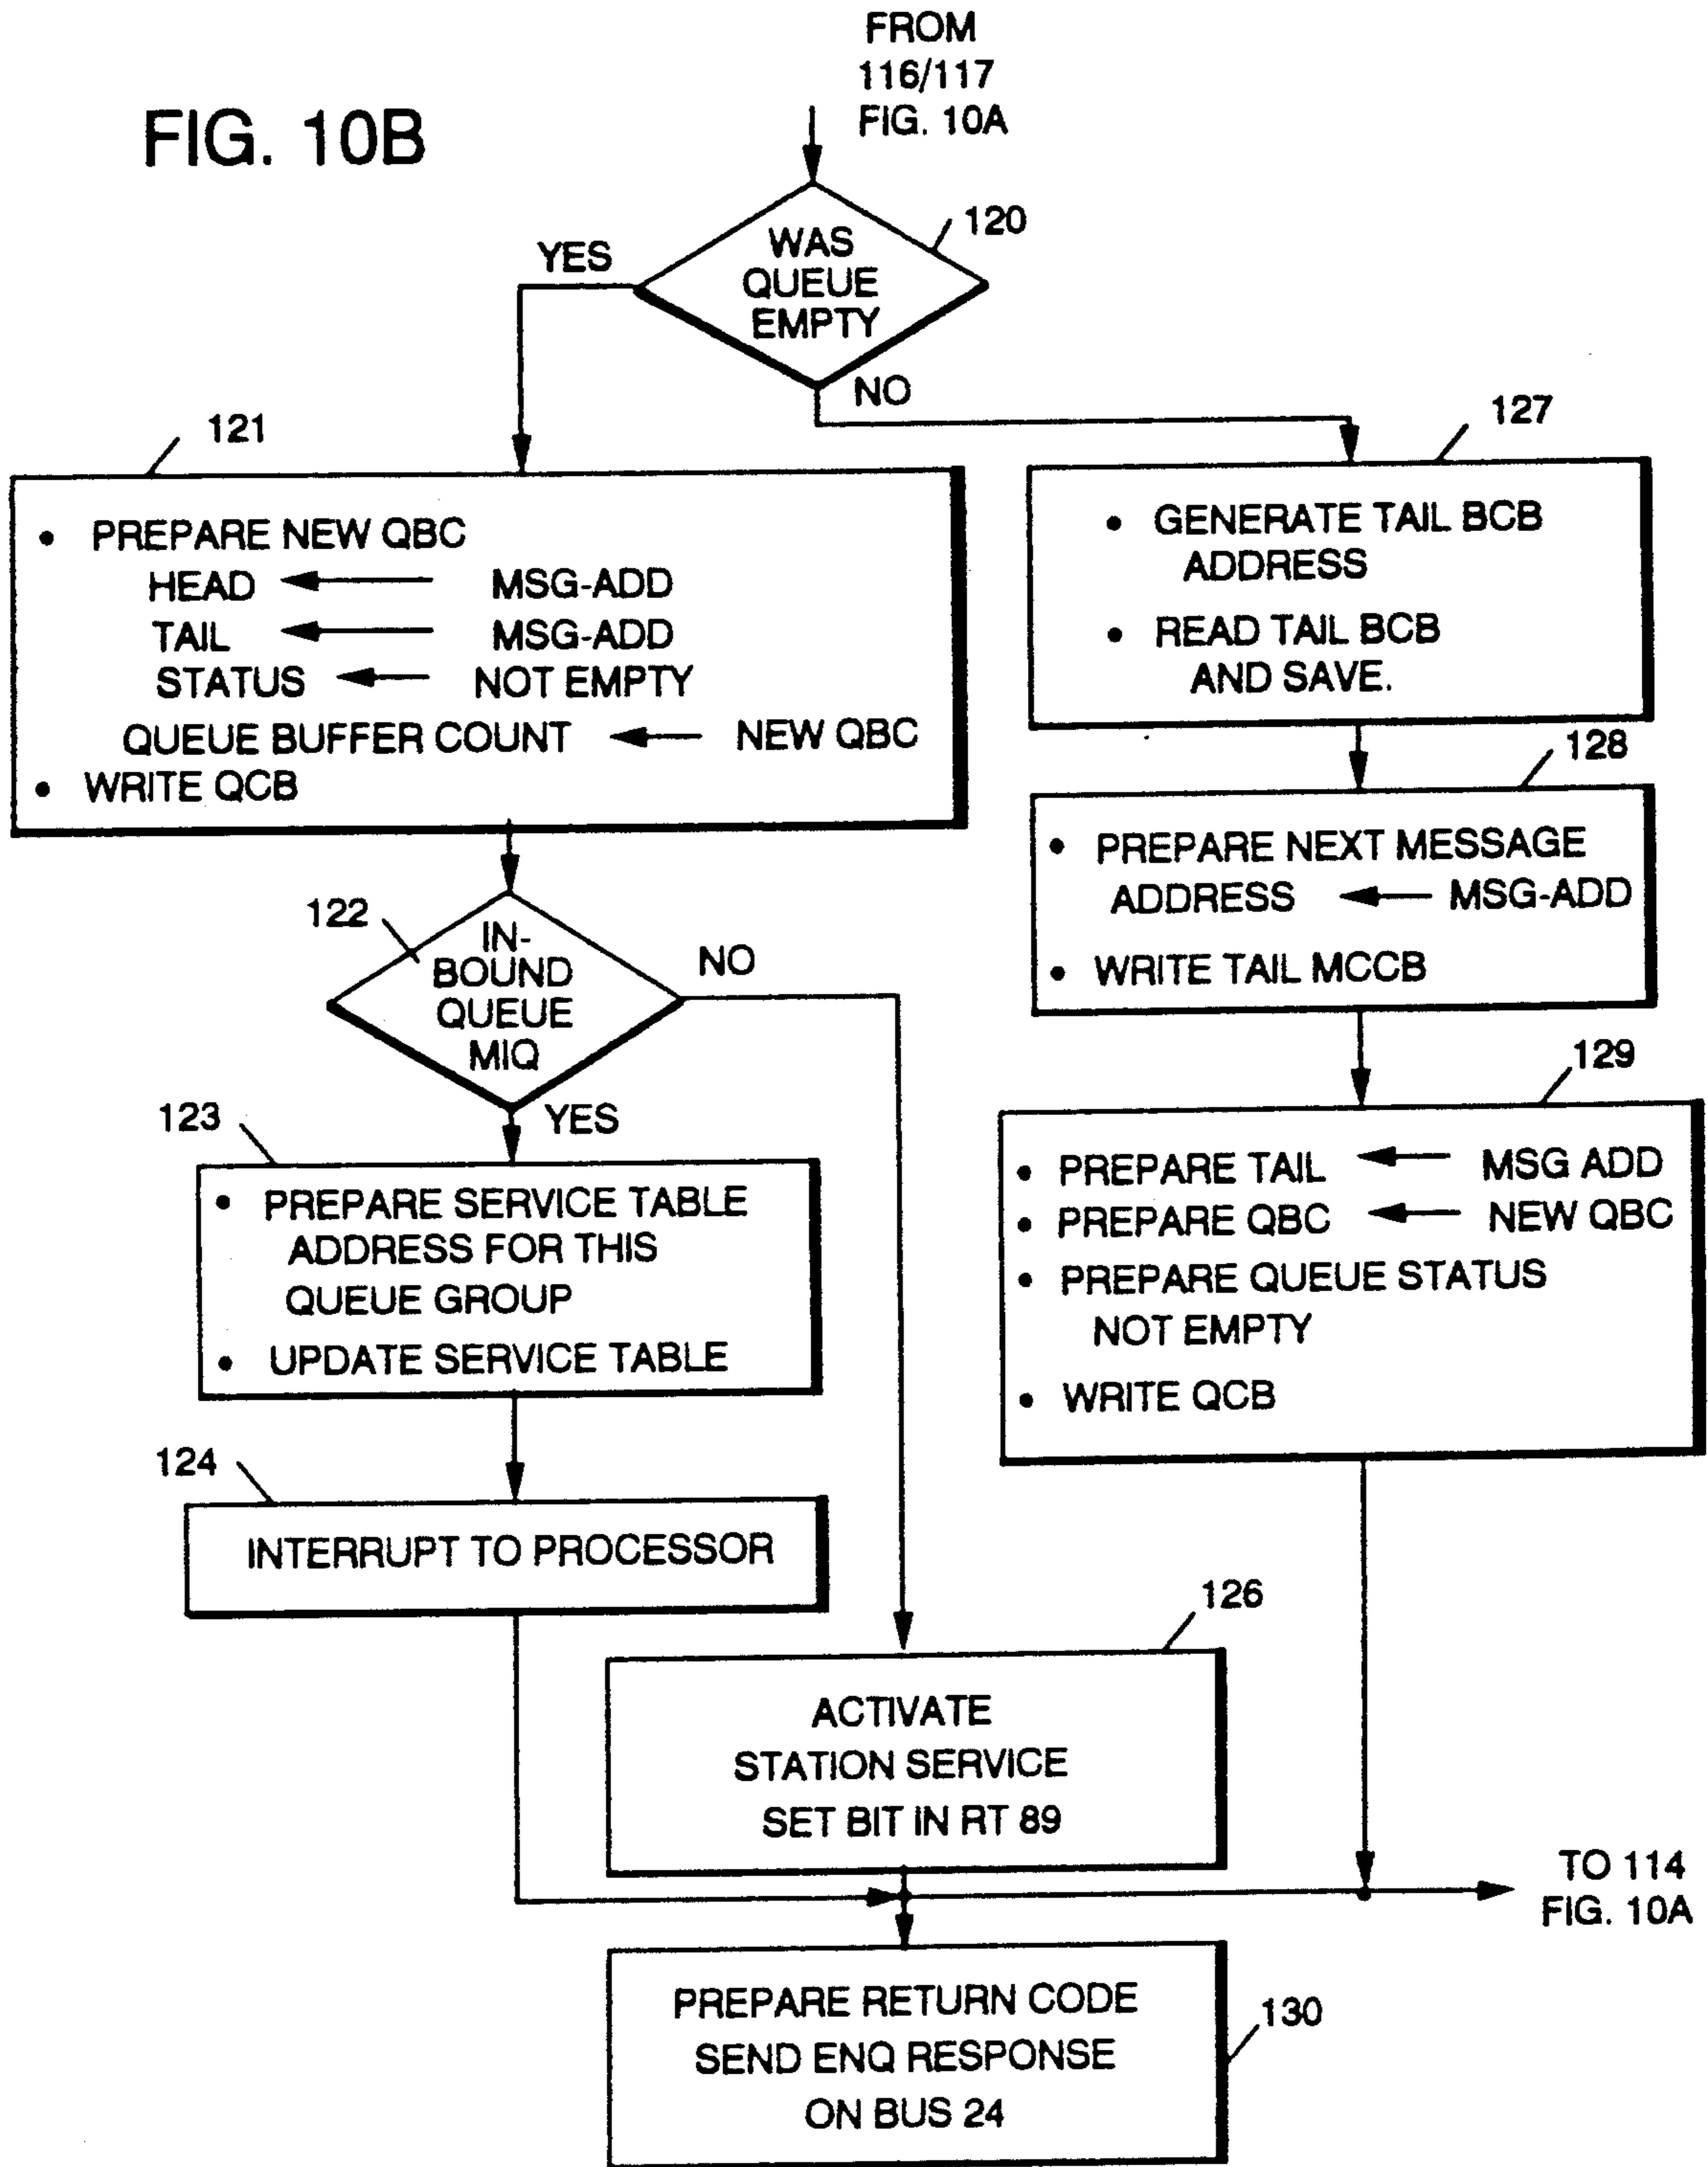 FROM
116/117
FIG. 10A
FIG. 10B
120
WAS
QUEUE
EMPTY
YES
NO
121
• PREPARE NEW QBC
HEAD ← MSG-ADD
TAIL ← MSG-ADD
STATUS ← NOT EMPTY
QUEUE BUFFER COUNT ← NEW QBC
• WRITE QCB
127
• GENERATE TAIL BCB
ADDRESS
• READ TAIL BCB
AND SAVE.
128
• PREPARE NEXT MESSAGE
ADDRESS ← MSG-ADD
• WRITE TAIL MCCB
122
IN-
BOUND
QUEUE
MIQ
NO
YES
129
• PREPARE TAIL ← MSG ADD
• PREPARE QBC ← NEW QBC
• PREPARE QUEUE STATUS
NOT EMPTY
• WRITE QCB
123
• PREPARE SERVICE TABLE
ADDRESS FOR THIS
QUEUE GROUP
• UPDATE SERVICE TABLE
124
INTERRUPT TO PROCESSOR
126
ACTIVATE
STATION SERVICE
SET BIT IN RT 89
TO 114
FIG. 10A
130
PREPARE RETURN CODE
SEND ENQ RESPONSE
ON BUS 24